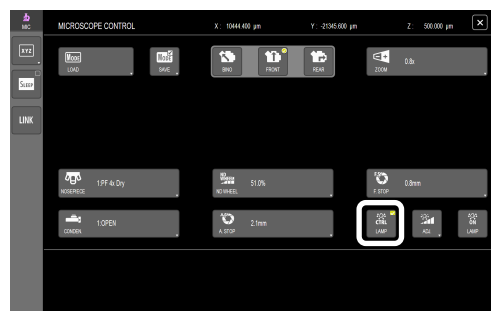 MIC
MICROSCOPE CONTROL
X : 10444.400 µm
Y : -21345.600 µm
Z : 500.000 µm
XYZ
MODE
LOAD
MODE
SAVE
BINO
FRONT
REAR
ZOOM
0.8x
SLEEP
LINK
NOSEPIECE
1:PF 4x Dry
ND WHEEL
51.0%
F.STOP
0.8mm
CONDEN.
1:OPEN
A.STOP
2.1mm
CTRL
LAMP
ADJ.
ON
LAMP